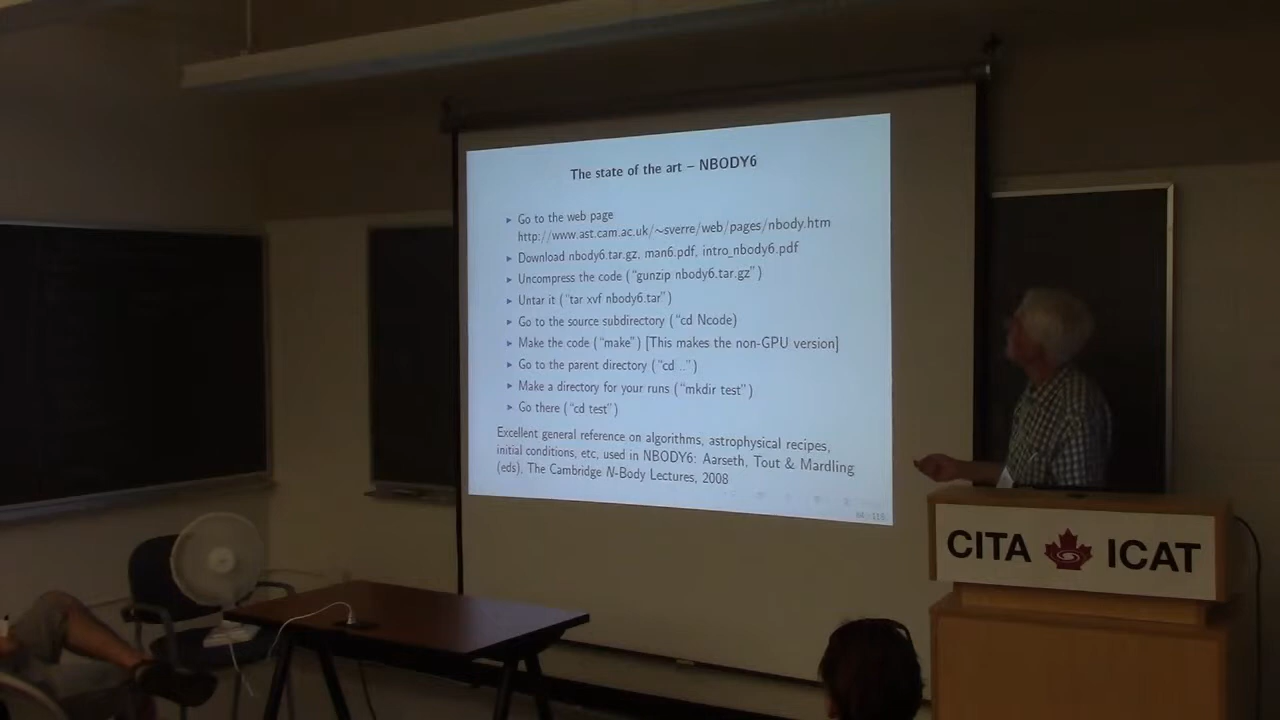 The state of the art – NBODY6
► Go to the web page
http://www.ast.cam.ac.uk/~sverre/web/pages/nbody.htm
► Download nbody6.tar.gz, man6.pdf, intro_nbody6.pdf
► Uncompress the code ("gunzip nbody6.tar.gz")
► Untar it ("tar xvf nbody6.tar")
► Go to the source subdirectory ("cd Ncode)
► Make the code ("make") [This makes the non-GPU version]
► Go to the parent directory ("cd ..")
► Make a directory for your runs ("mkdir test")
► Go there ("cd test")
Excellent general reference on algorithms, astrophysical recipes,
initial conditions, etc, used in NBODY6: Aarseth, Tout & Mardling
(eds), The Cambridge N-Body Lectures, 2008
CITA ICAT